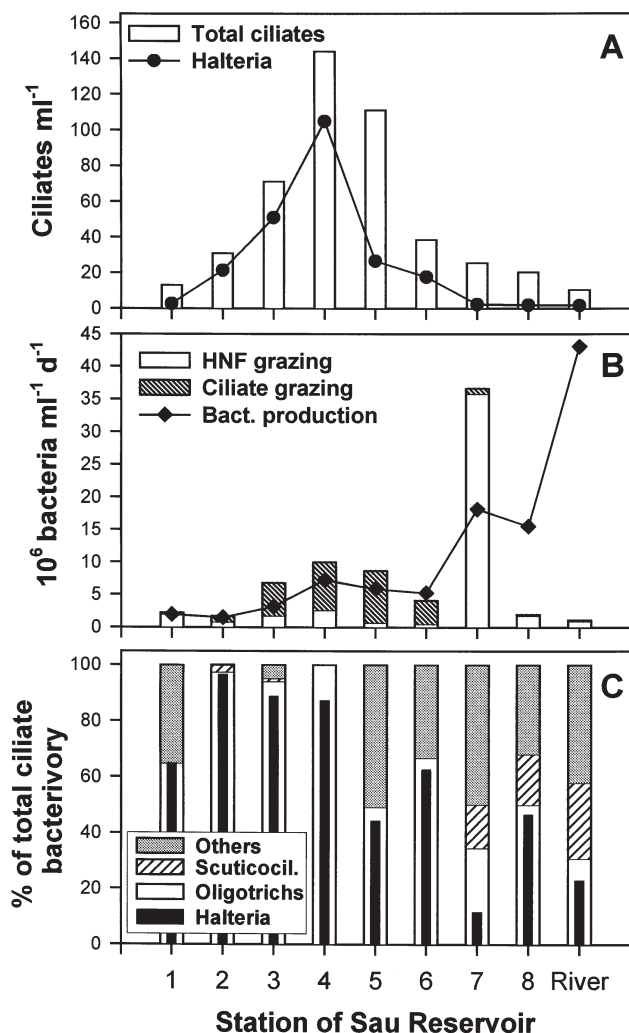 160
140
120
100
80
60
40
20
0
Ciliates ml⁻¹
Total ciliates
Halteria
A
45
40
35
30
25
20
15
10
5
0
10⁶ bacteria ml⁻¹ d⁻¹
HNF grazing
Ciliate grazing
Bact. production
B
100
80
60
40
20
0
% of total ciliate
bacterivory
C
Others
Scuticocil.
Oligotrichs
Halteria
1 2 3 4 5 6 7 8 River
Station of Sau Reservoir